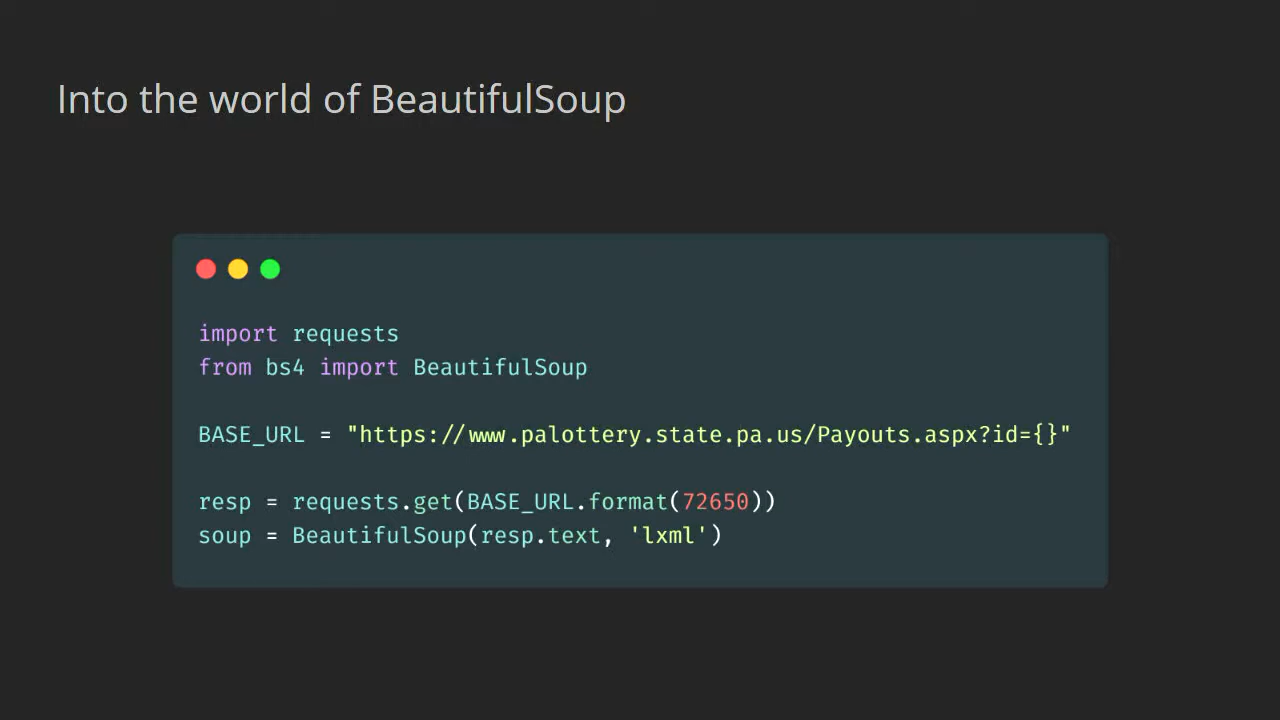 Into the world of BeautifulSoup
import requests
from bs4 import BeautifulSoup
BASE_URL = "https://www.palottery.state.pa.us/Payouts.aspx?id={}"
resp = requests.get(BASE_URL.format(72650))
soup = BeautifulSoup(resp.text, 'lxml')